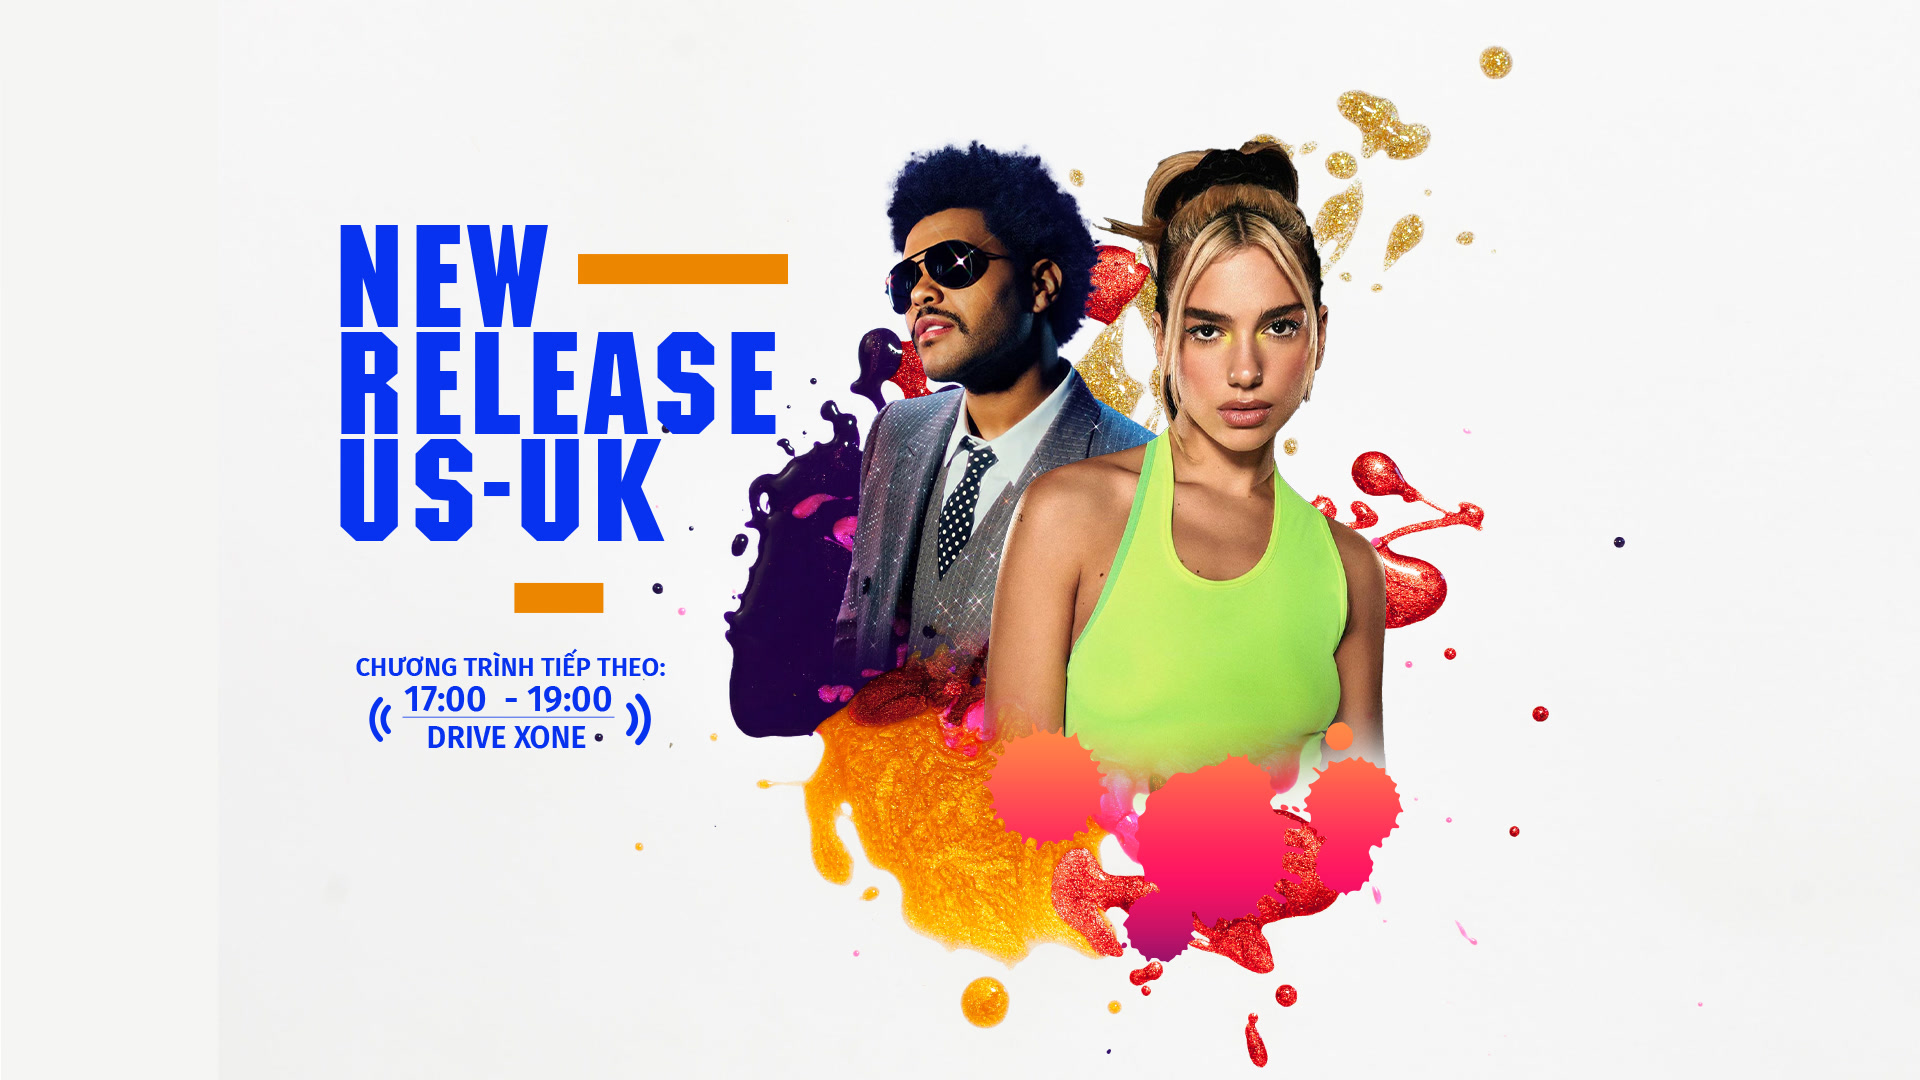 NEW
RELEASE
US-UK
CHƯƠNG TRÌNH TIẾP THEO:
17:00 - 19:00
DRIVE XONE